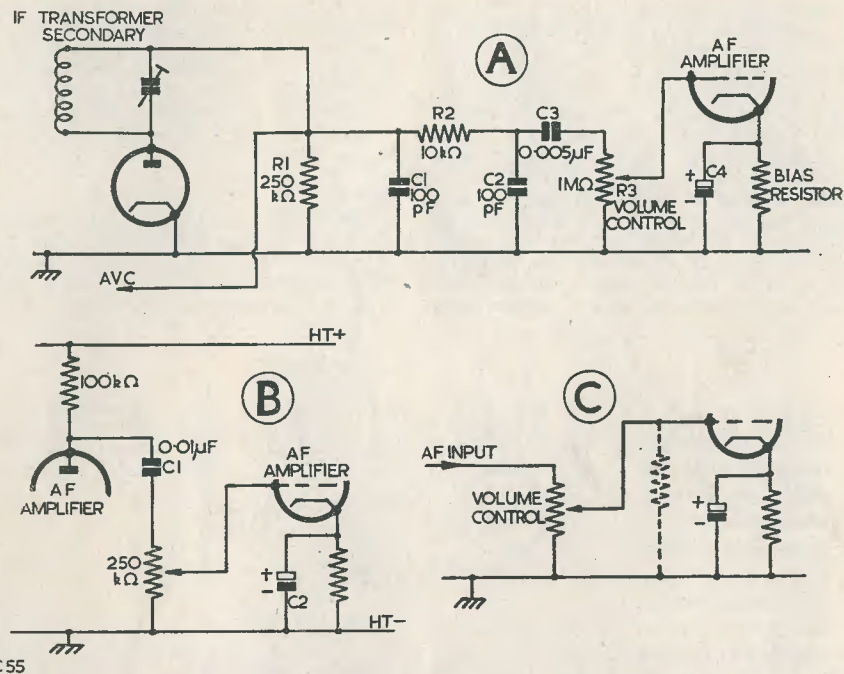 IF TRANSFORMER
SECONDARY
A
AF
AMPLIFIER
R1
250
kΩ
C1
100
pF
R2
10kΩ
C2
100
pF
C3
0·005µF
1MΩ
R3
VOLUME
CONTROL
+
C4
-
BIAS
RESISTOR
AVC
HT+
100kΩ
B
0·01µF
C1
AF
AMPLIFIER
AF
AMPLIFIER
250
kΩ
+
-
C2
HT-
C
AF INPUT
VOLUME
CONTROL
+
-
C55